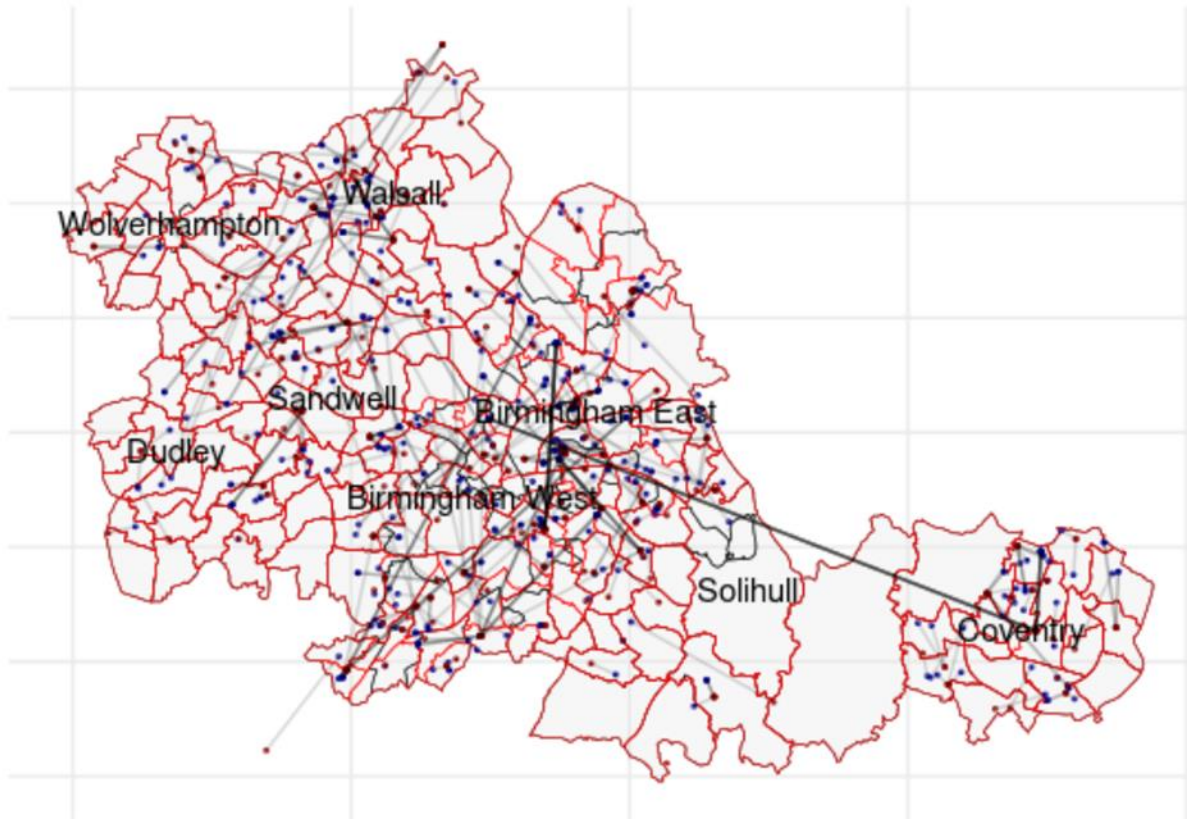 Walsall
Wolverhampton
Sandwell
Birmingham East
Dudley
Birmingham West
Solihull
Coventry